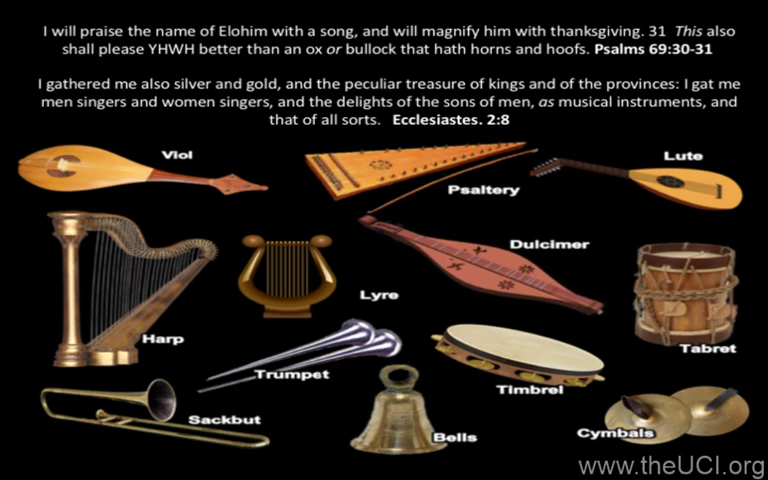 I will praise the name of Elohim with a song, and will magnify him with thanksgiving. 31 This also
shall please YHWH better than an ox or bullock that hath horns and hoofs. Psalms 69:30-31
I gathered me also silver and gold, and the peculiar treasure of kings and of the provinces: I gat me
men singers and women singers, and the delights of the sons of men, as musical instruments, and
that of all sorts. Ecclesiastes. 2:8
Viol
Psaltery
Lute
Dulcimer
Lyre
Harp
Tabret
Trumpet
Timbrel
Sackbut
Bells
Cymbals
www.theUCI.org